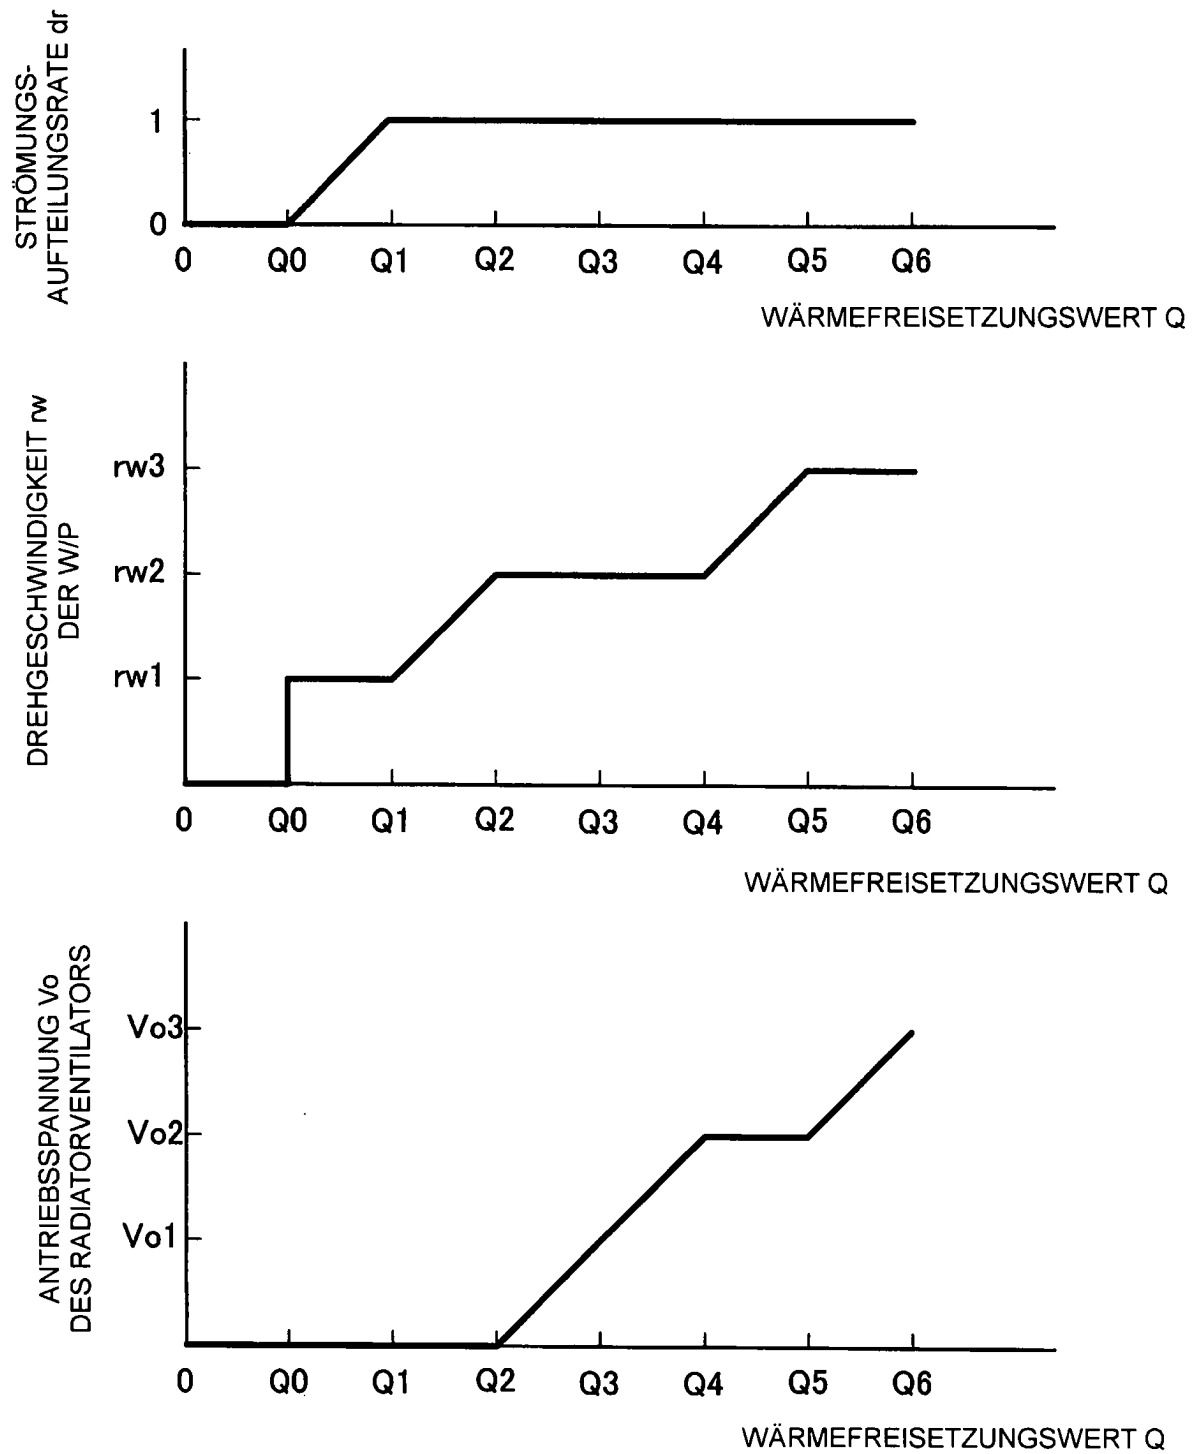 STRÖMUNGS-
AUFTEILUNGSRATE dr
1
0
0 Q0 Q1 Q2 Q3 Q4 Q5 Q6
WÄRMEFREISETZUNGSWERT Q
DREHGESCHWINDIGKEIT rw
DER W/P
rw3
rw2
rw1
0 Q0 Q1 Q2 Q3 Q4 Q5 Q6
WÄRMEFREISETZUNGSWERT Q
ANTRIEBSSPANNUNG Vo
DES RADIATORVENTILATORS
Vo3
Vo2
Vo1
0 Q0 Q1 Q2 Q3 Q4 Q5 Q6
WÄRMEFREISETZUNGSWERT Q